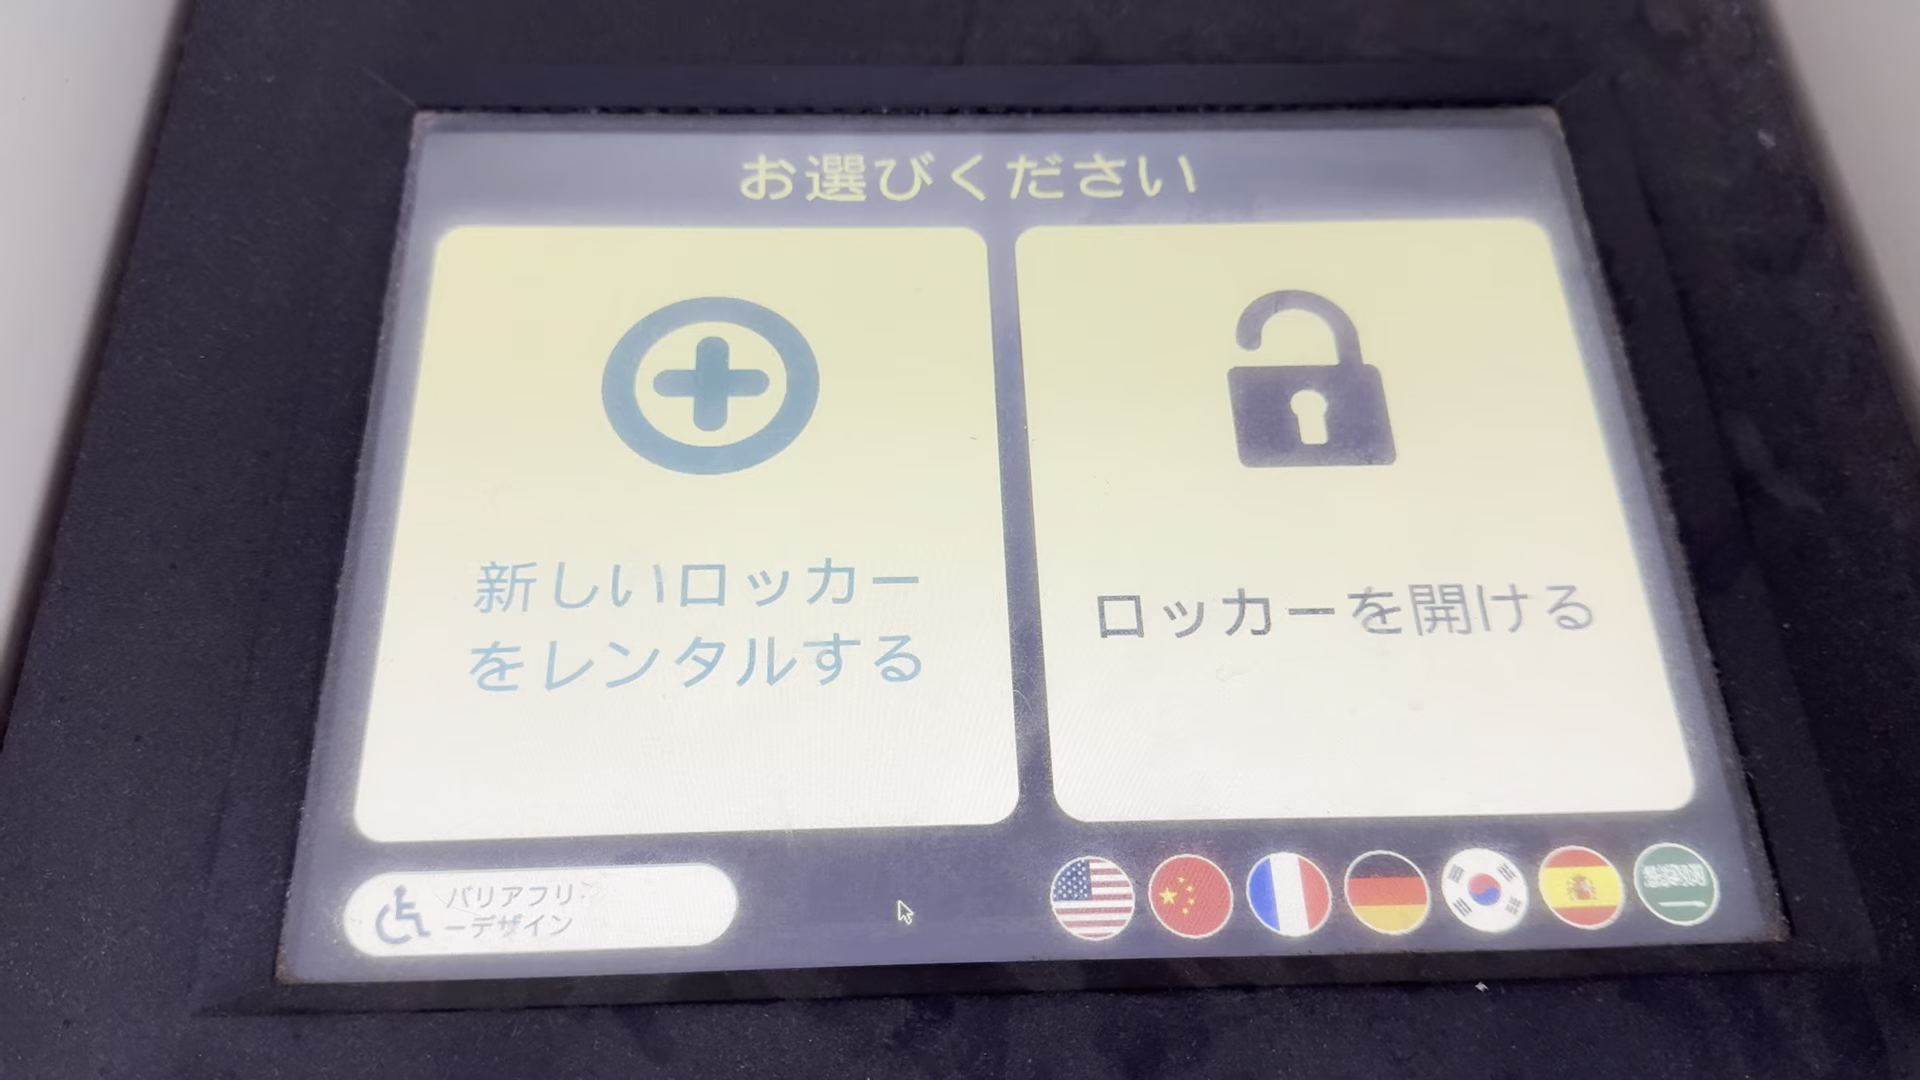 お選びください
新しいロッカー
をレンタルする
ロッカーを開ける
バリアフリ
ーデザイン